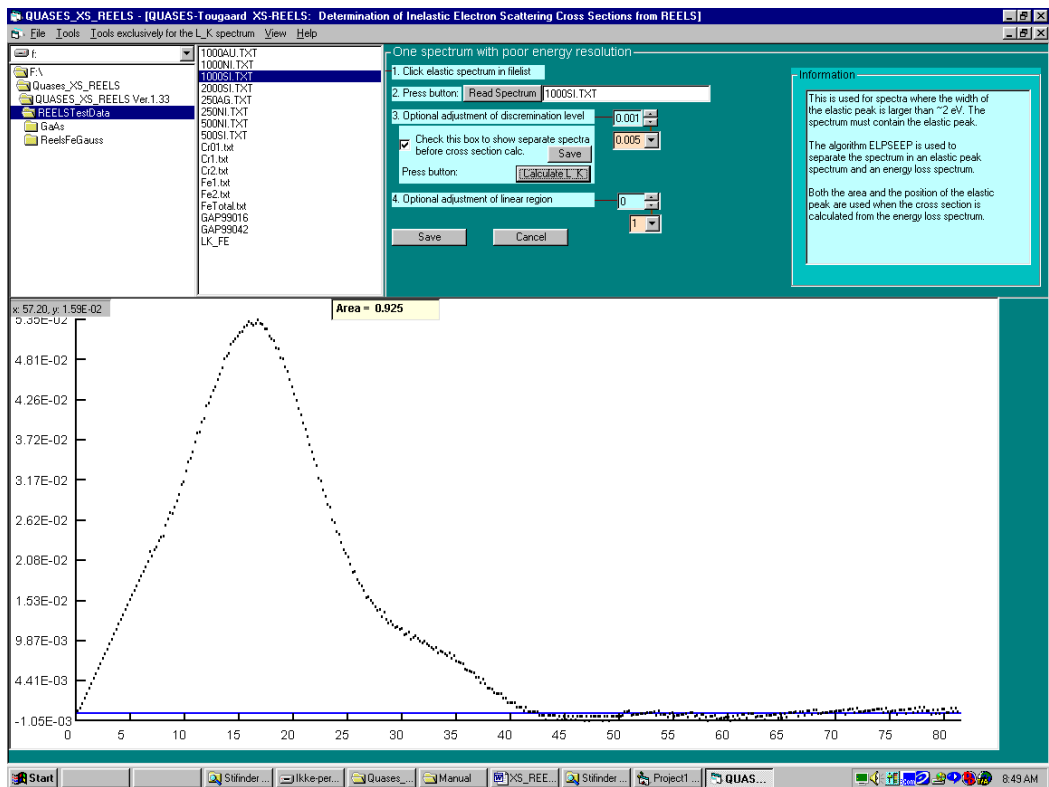 QUASES_XS_REELS - [QUASES-Tougaard XS-REELS: Determination of Inelastic Electron Scattering Cross Sections from REELS]
File Tools Tools exclusively for the L_K spectrum View Help
f:
F:\
Quases_XS_REELS
QUASES_XS_REELS Ver.1.33
REELSTestData
GaAs
ReelsFeGauss
1000AU.TXT
1000NI.TXT
1000SI.TXT
2000SI.TXT
250AG.TXT
250NI.TXT
500NI.TXT
500SI.TXT
Cr01.txt
Cr1.txt
Cr2.txt
Fe1.txt
Fe2.txt
FeTotal.txt
GAP99016
GAP99042
LK_FE
One spectrum with poor energy resolution
1. Click elastic spectrum in filelist
2. Press button: Read Spectrum 1000SI.TXT
3. Optional adjustment of discremination level 0.001
0.005
Check this box to show separate spectra
before cross section calc. Save
Press button: Calculate L_K
4. Optional adjustment of linear region 0
1
Save Cancel
Information
This is used for spectra where the width of
the elastic peak is larger than ~2 eV. The
spectrum must contain the elastic peak.
The algorithm ELPSEEP is used to
separate the spectrum in an elastic peak
spectrum and an energy loss spectrum.
Both the area and the position of the elastic
peak are used when the cross section is
calculated from the energy loss spectrum.
x: 57.20, y: 1.59E-02
Area = 0.925
5.35E-02
4.81E-02
4.26E-02
3.72E-02
3.17E-02
2.62E-02
2.08E-02
1.53E-02
9.87E-03
4.41E-03
-1.05E-03
0 5 10 15 20 25 30 35 40 45 50 55 60 65 70 75 80
Start Stifinder ... Ikke-per... Quases_... Manual XS_REE... Stifinder ... Project1 ... QUAS... 8:49 AM